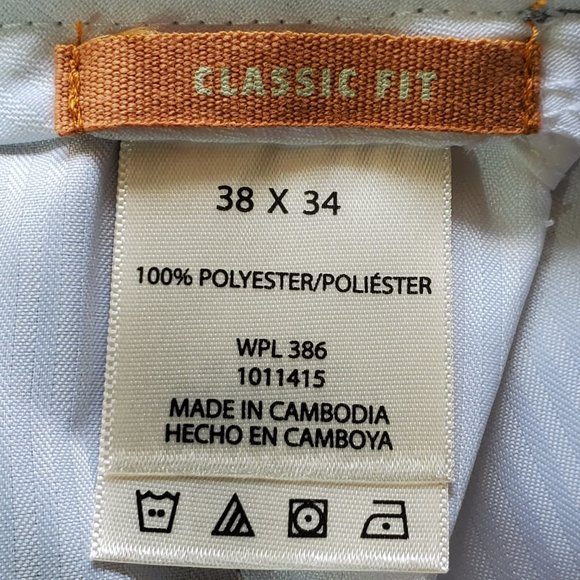 CLASSIC FIT
38 X 34
100% POLYESTER/POLIÉSTER
WPL 386
1011415
MADE IN CAMBODIA
HECHO EN CAMBOYA